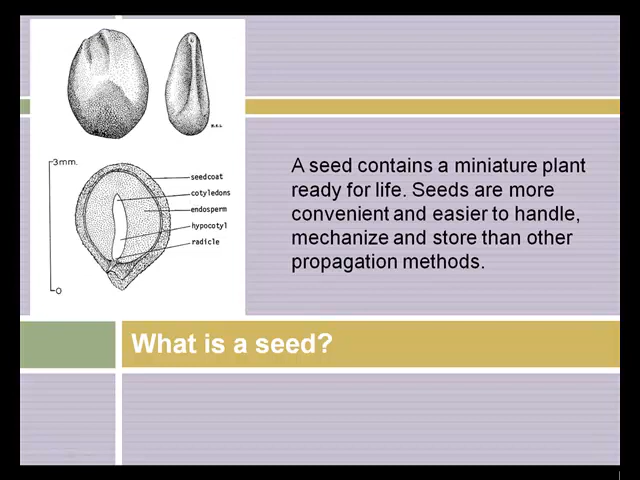 3mm.
0
seedcoat
cotyledons
endosperm
hypocotyl
radicle
A seed contains a miniature plant
ready for life. Seeds are more
convenient and easier to handle,
mechanize and store than other
propagation methods.
What is a seed?